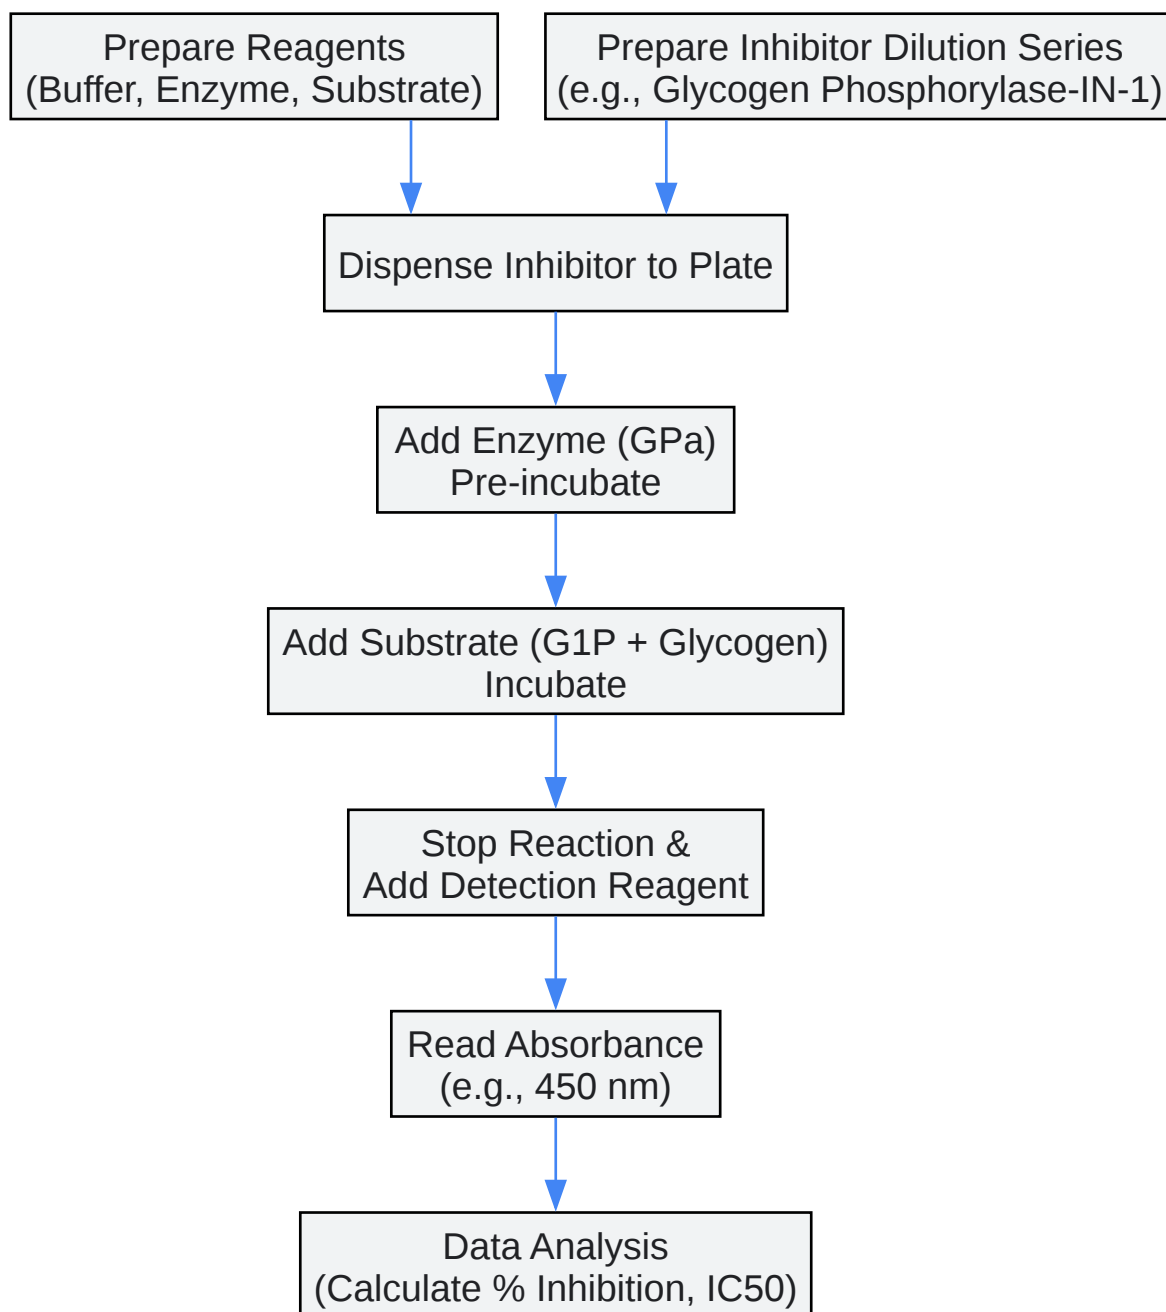 Prepare Reagents
(Buffer, Enzyme, Substrate)
Prepare Inhibitor Dilution Series
(e.g., Glycogen Phosphorylase-IN-1)
Dispense Inhibitor to Plate
Add Enzyme (GPa)
Pre-incubate
Add Substrate (G1P + Glycogen)
Incubate
Stop Reaction &
Add Detection Reagent
Read Absorbance
(e.g., 450 nm)
Data Analysis
(Calculate % Inhibition, IC50)